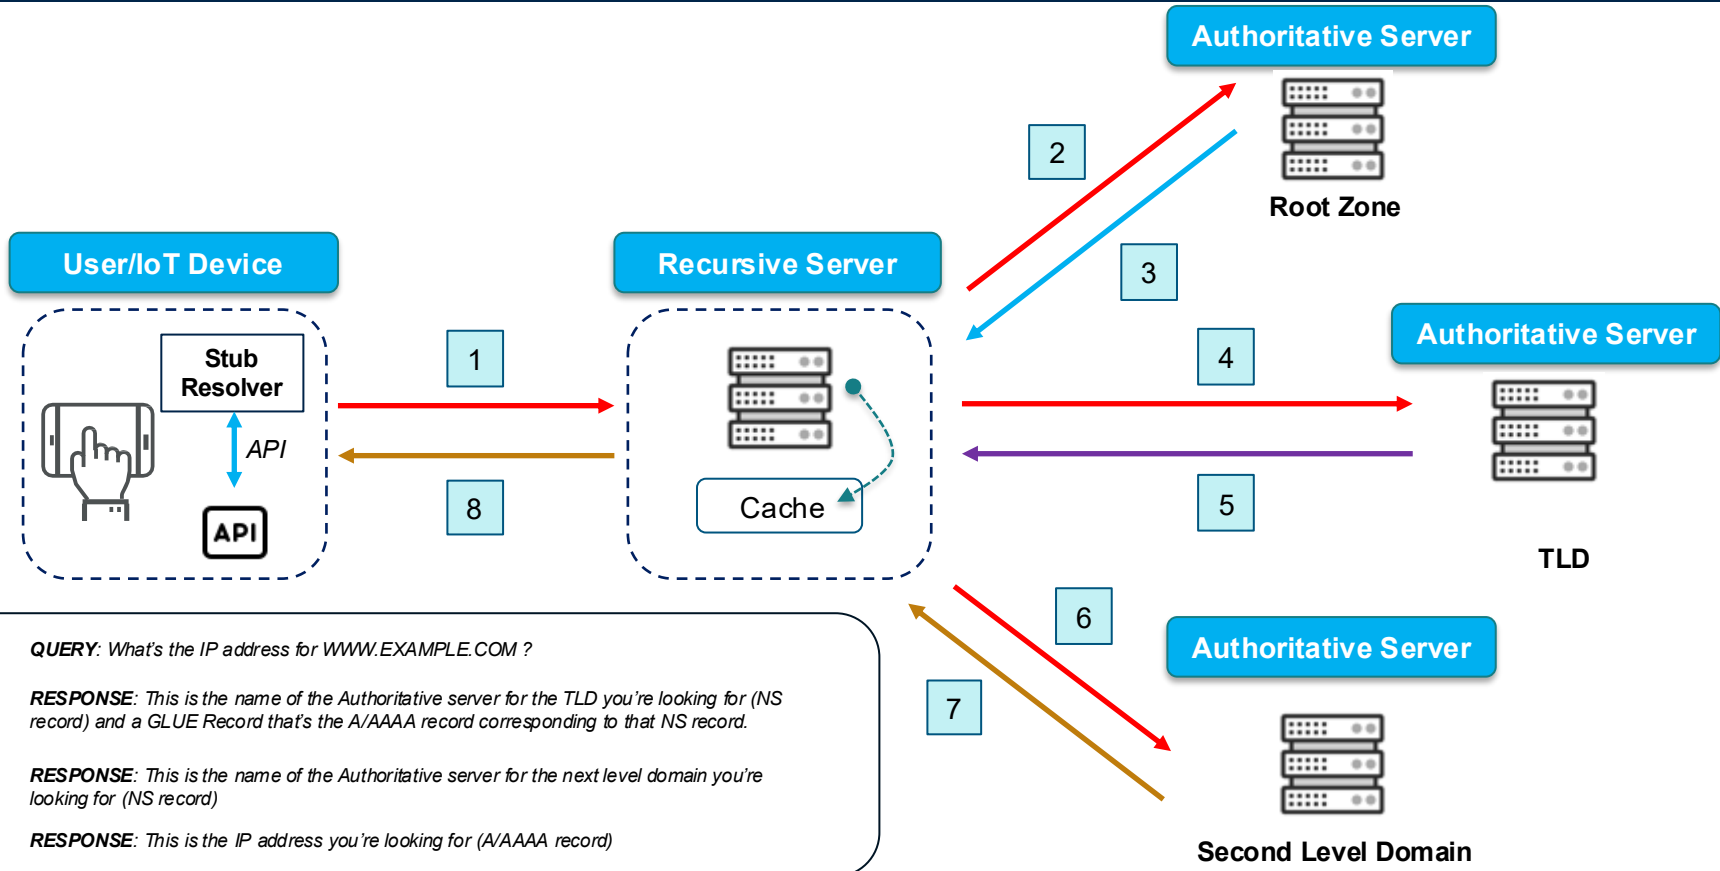 Authoritative Server
Root Zone
2
3
User/IoT Device
Stub
Resolver
API
API
1
8
Recursive Server
Cache
4
5
Authoritative Server
TLD
6
7
Authoritative Server
Second Level Domain
QUERY: What's the IP address for WWW.EXAMPLE.COM ?
RESPONSE: This is the name of the Authoritative server for the TLD you're looking for (NS
record) and a GLUE Record that's the A/AAAA record corresponding to that NS record.
RESPONSE: This is the name of the Authoritative server for the next level domain you're
looking for (NS record)
RESPONSE: This is the IP address you're looking for (A/AAAA record)